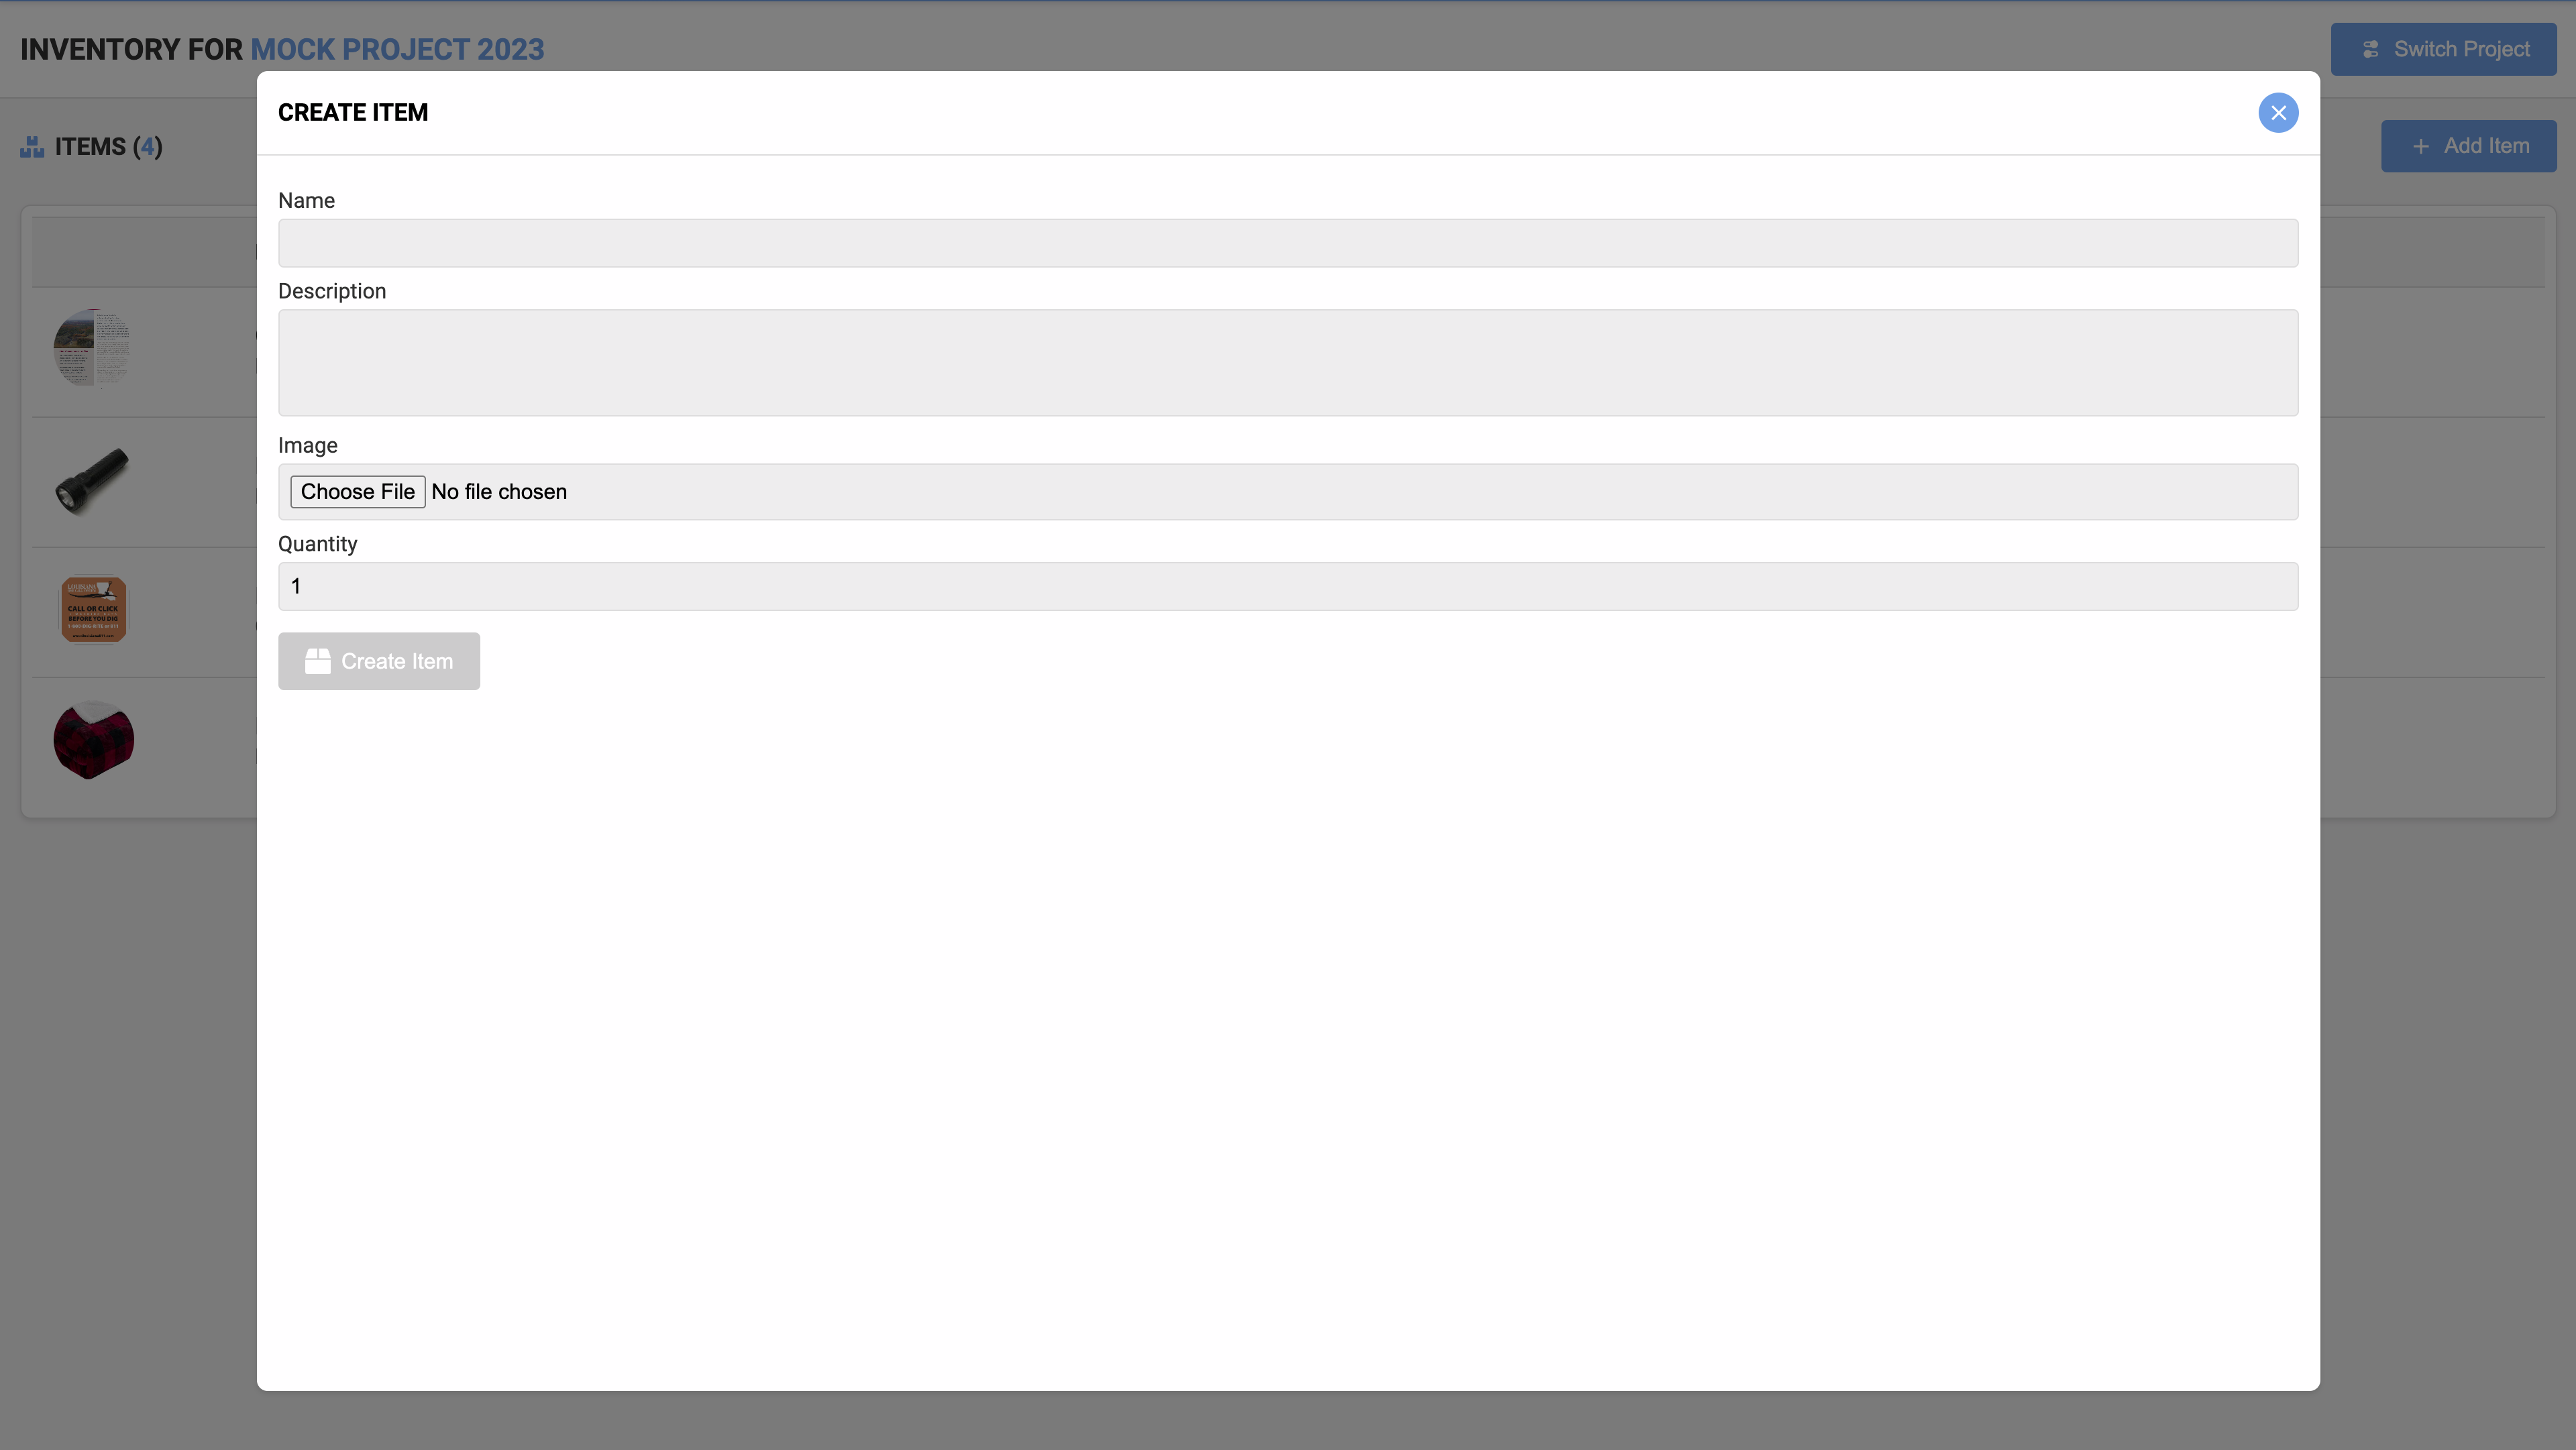 INVENTORY FOR MOCK PROJECT 2023
Switch Project
CREATE ITEM
ITEMS (4)
Add Item
Name
Description
Image
Choose File No file chosen
Quantity
1
Create Item
CALL OR CLICK
BEFORE YOU DIG